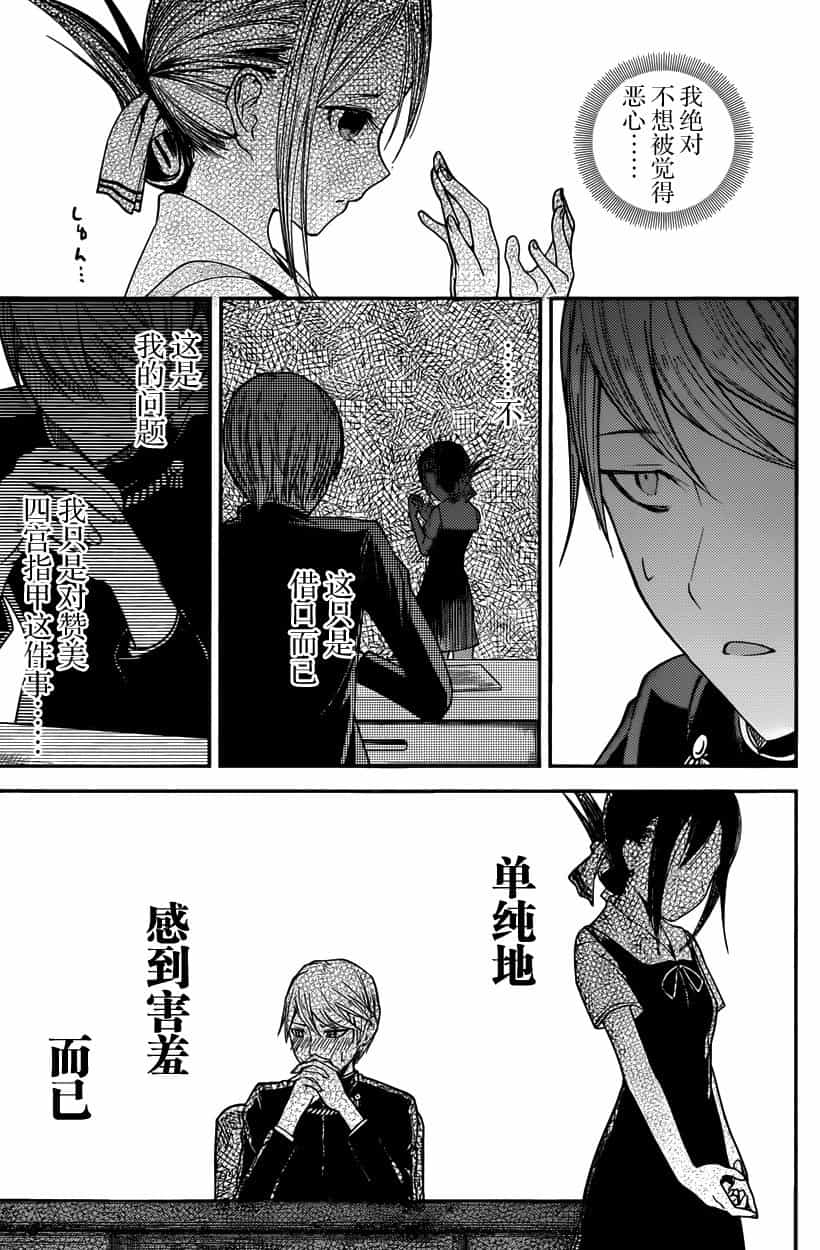 我绝对
不想被觉得
恶心……
しゅん…
……不
这只是
借口而已
这是
我的问题
我只是对赞美
四宫指甲这件事……
单纯地
感到害羞
而已